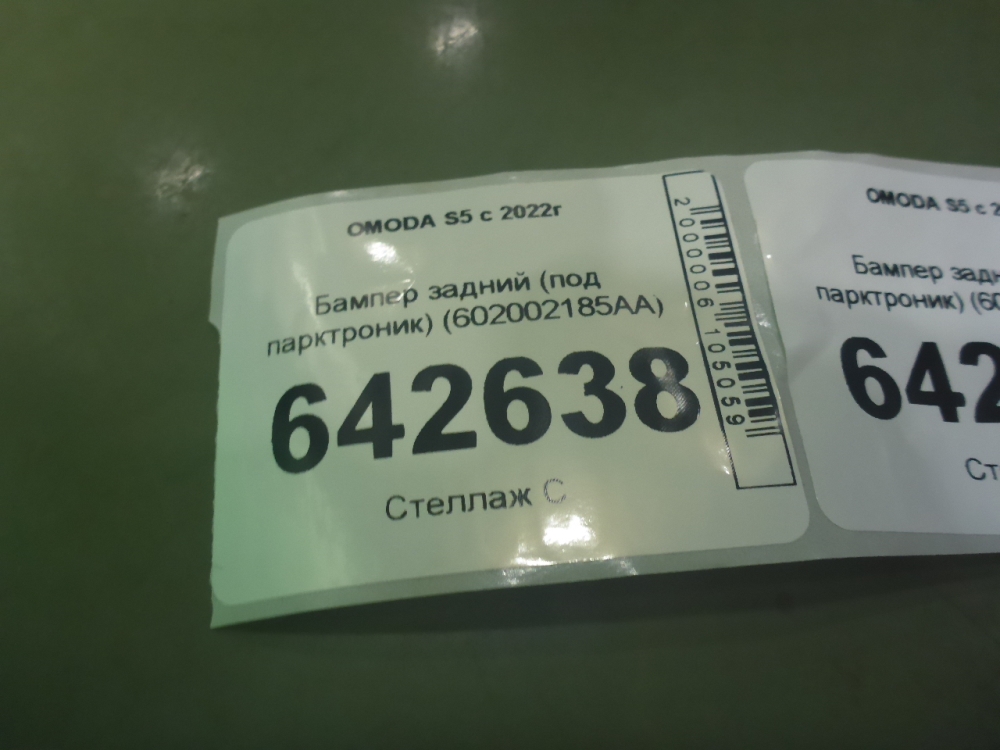 OMODA S5 с 2022г
Бампер задний (под
парктроник) (602002185AA)
642638
Стеллаж С
2000006105059
OMODA S5 с 2
Бампер задн
парктроник) (60
642
Ст